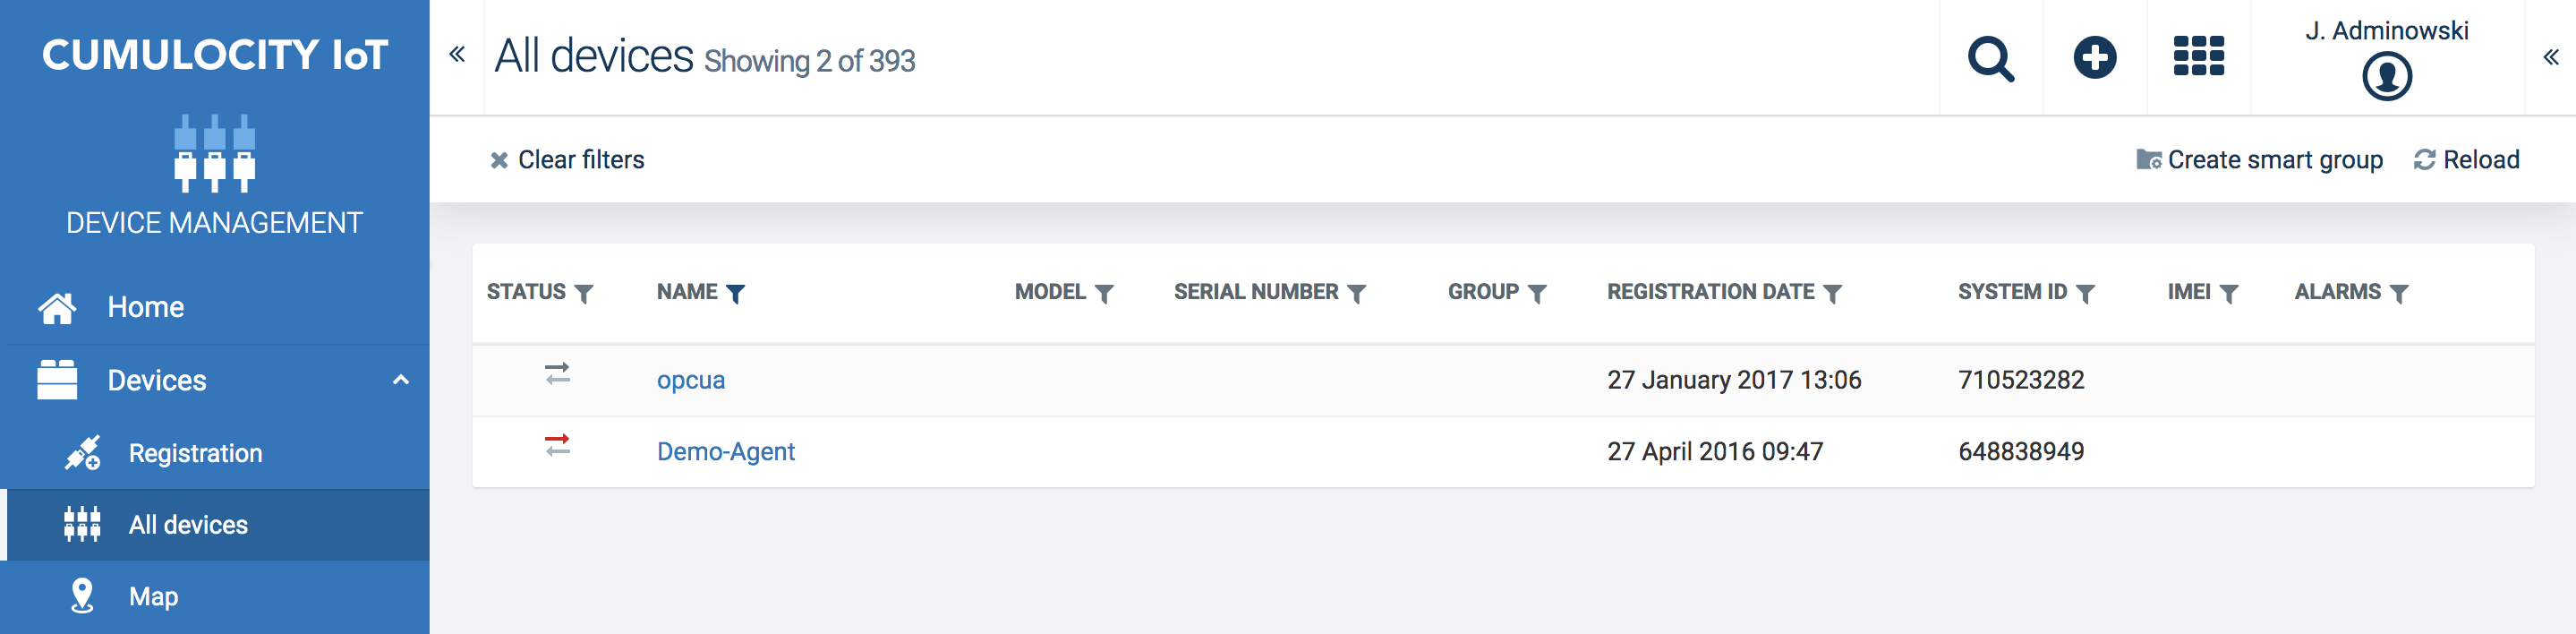 CUMULOCITY IoT
DEVICE MANAGEMENT
Home
Devices
Registration
All devices
Map
All devices Showing 2 of 393
J. Adminowski
Clear filters
Create smart group Reload
STATUS NAME MODEL SERIAL NUMBER GROUP REGISTRATION DATE SYSTEM ID IMEI ALARMS
opcua 27 January 2017 13:06 710523282
Demo-Agent 27 April 2016 09:47 648838949